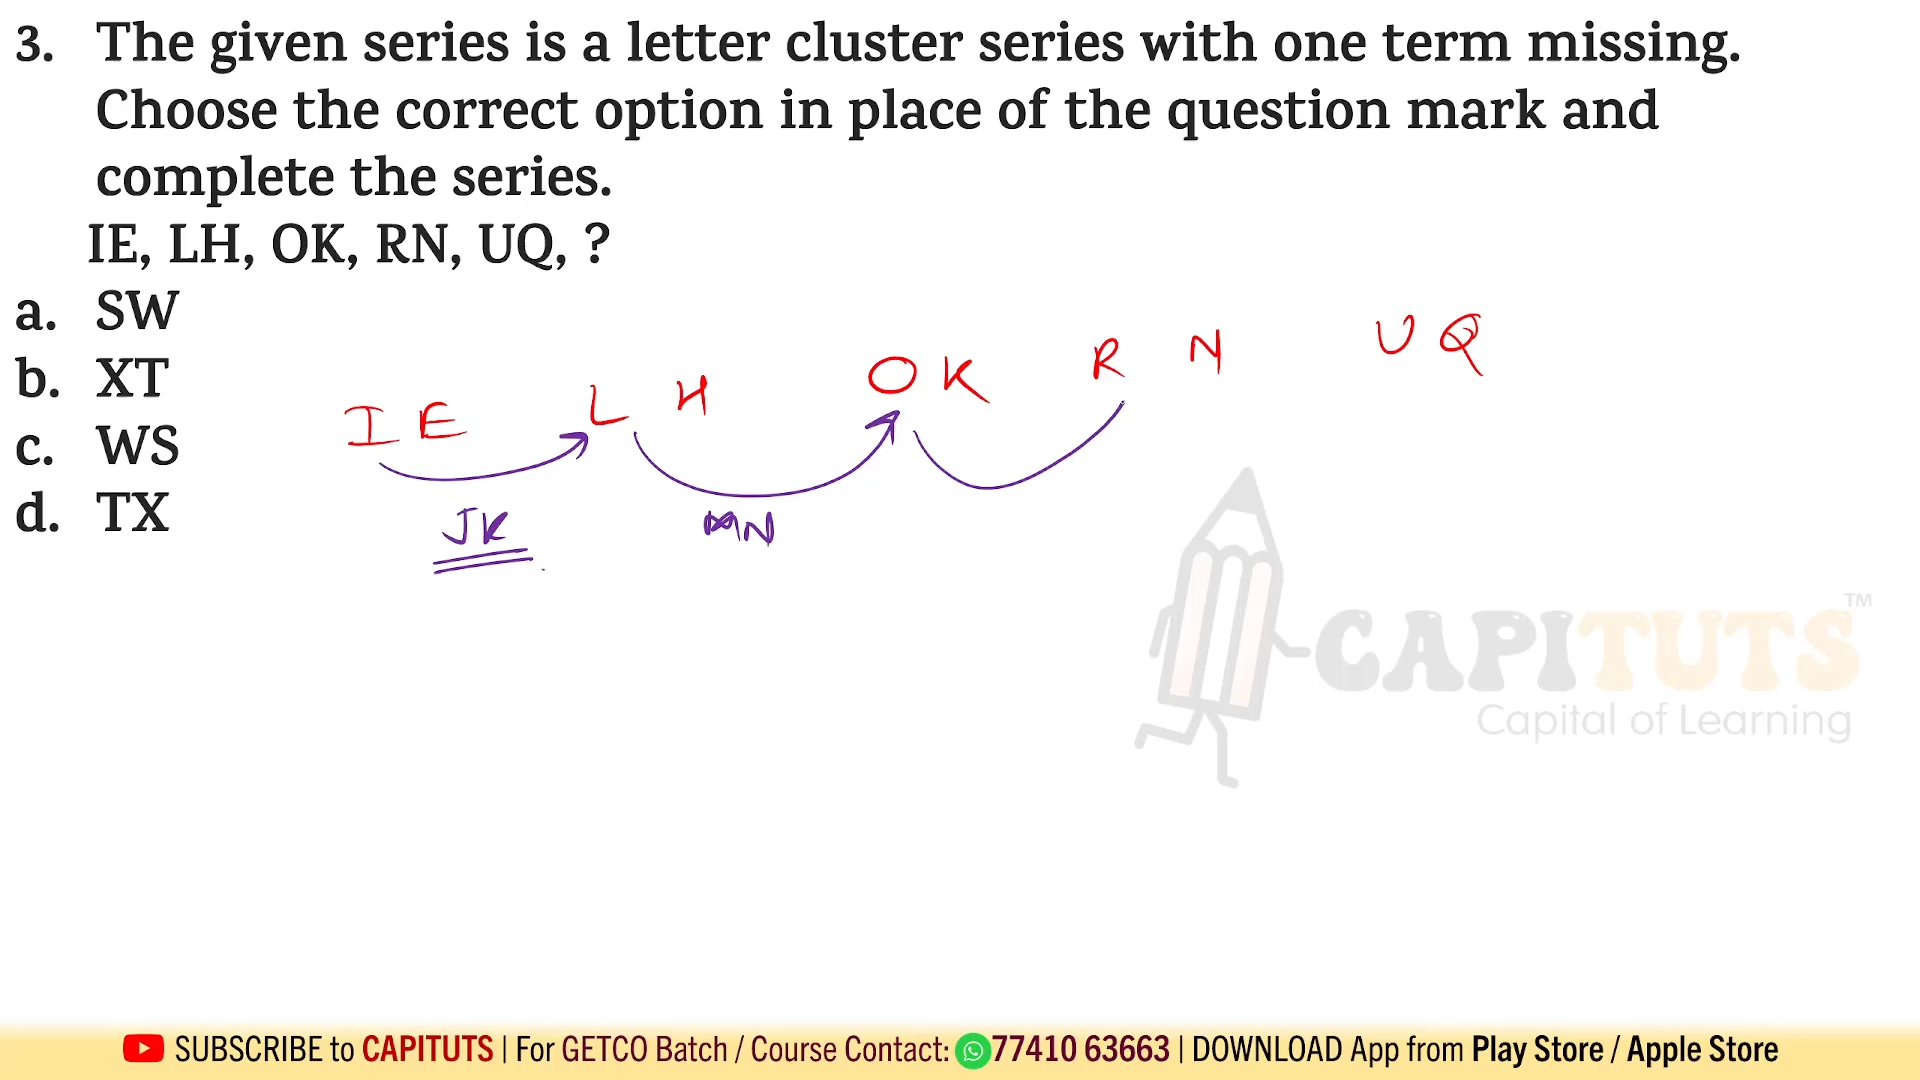 3. The given series is a letter cluster series with one term missing.
Choose the correct option in place of the question mark and
complete the series.
IE, LH, OK, RN, UQ, ?
a. SW
b. XT
c. WS
d. TX
I E L H O K R N U Q
JK MN
CAPITUTS™
Capital of Learning
SUBSCRIBE to CAPITUTS | For GETCO Batch / Course Contact: 77410 63663 | DOWNLOAD App from Play Store / Apple Store